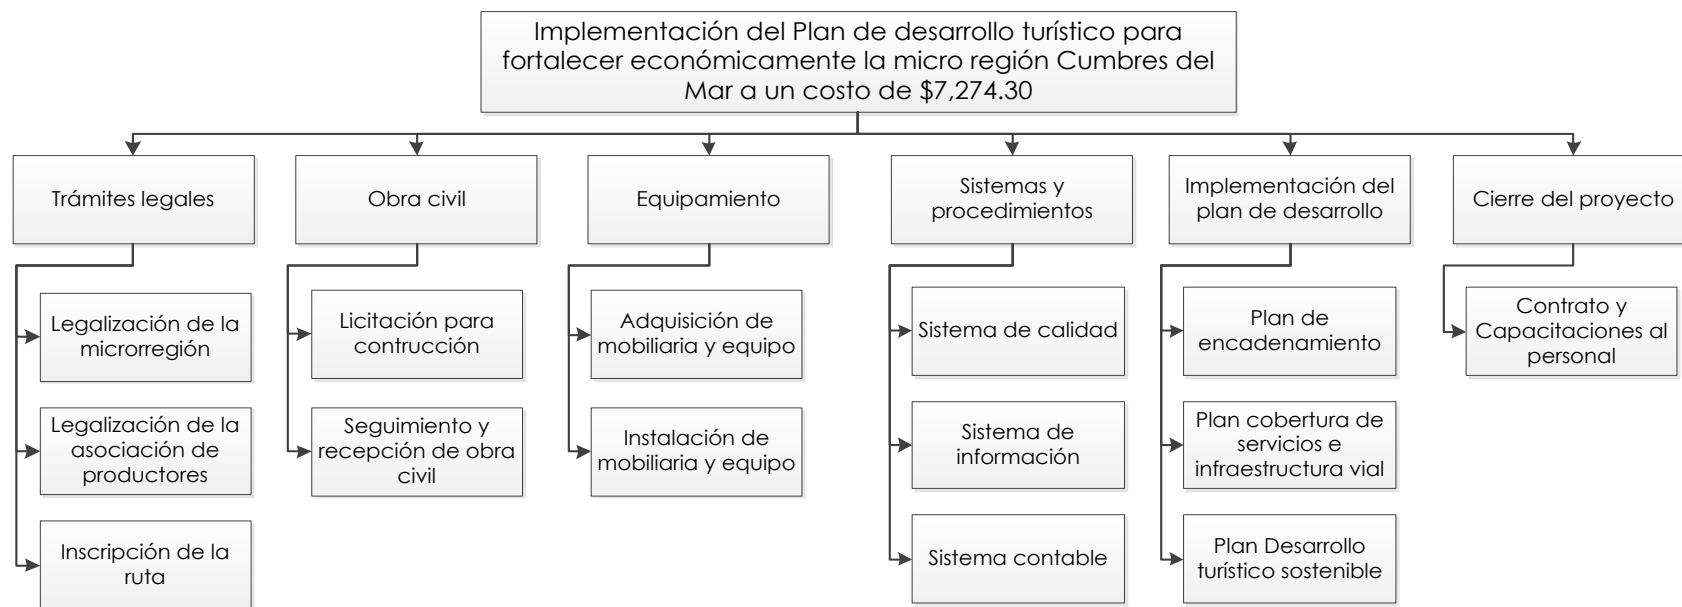 Implementación del Plan de desarrollo turístico para
fortalecer económicamente la micro región Cumbres del
Mar a un costo de $7,274.30
Trámites legales
Obra civil
Equipamiento
Sistemas y
procedimientos
Implementación del
plan de desarrollo
Cierre del proyecto
Legalización de la
microrregión
Legalización de la
asociación de
productores
Inscripción de la
ruta
Licitación para
contrucción
Seguimiento y
recepción de obra
civil
Adquisición de
mobiliaria y equipo
Instalación de
mobiliaria y equipo
Sistema de calidad
Sistema de
información
Sistema contable
Plan de
encadenamiento
Plan cobertura de
servicios e
infraestructura vial
Plan Desarrollo
turístico sostenible
Contrato y
Capacitaciones al
personal